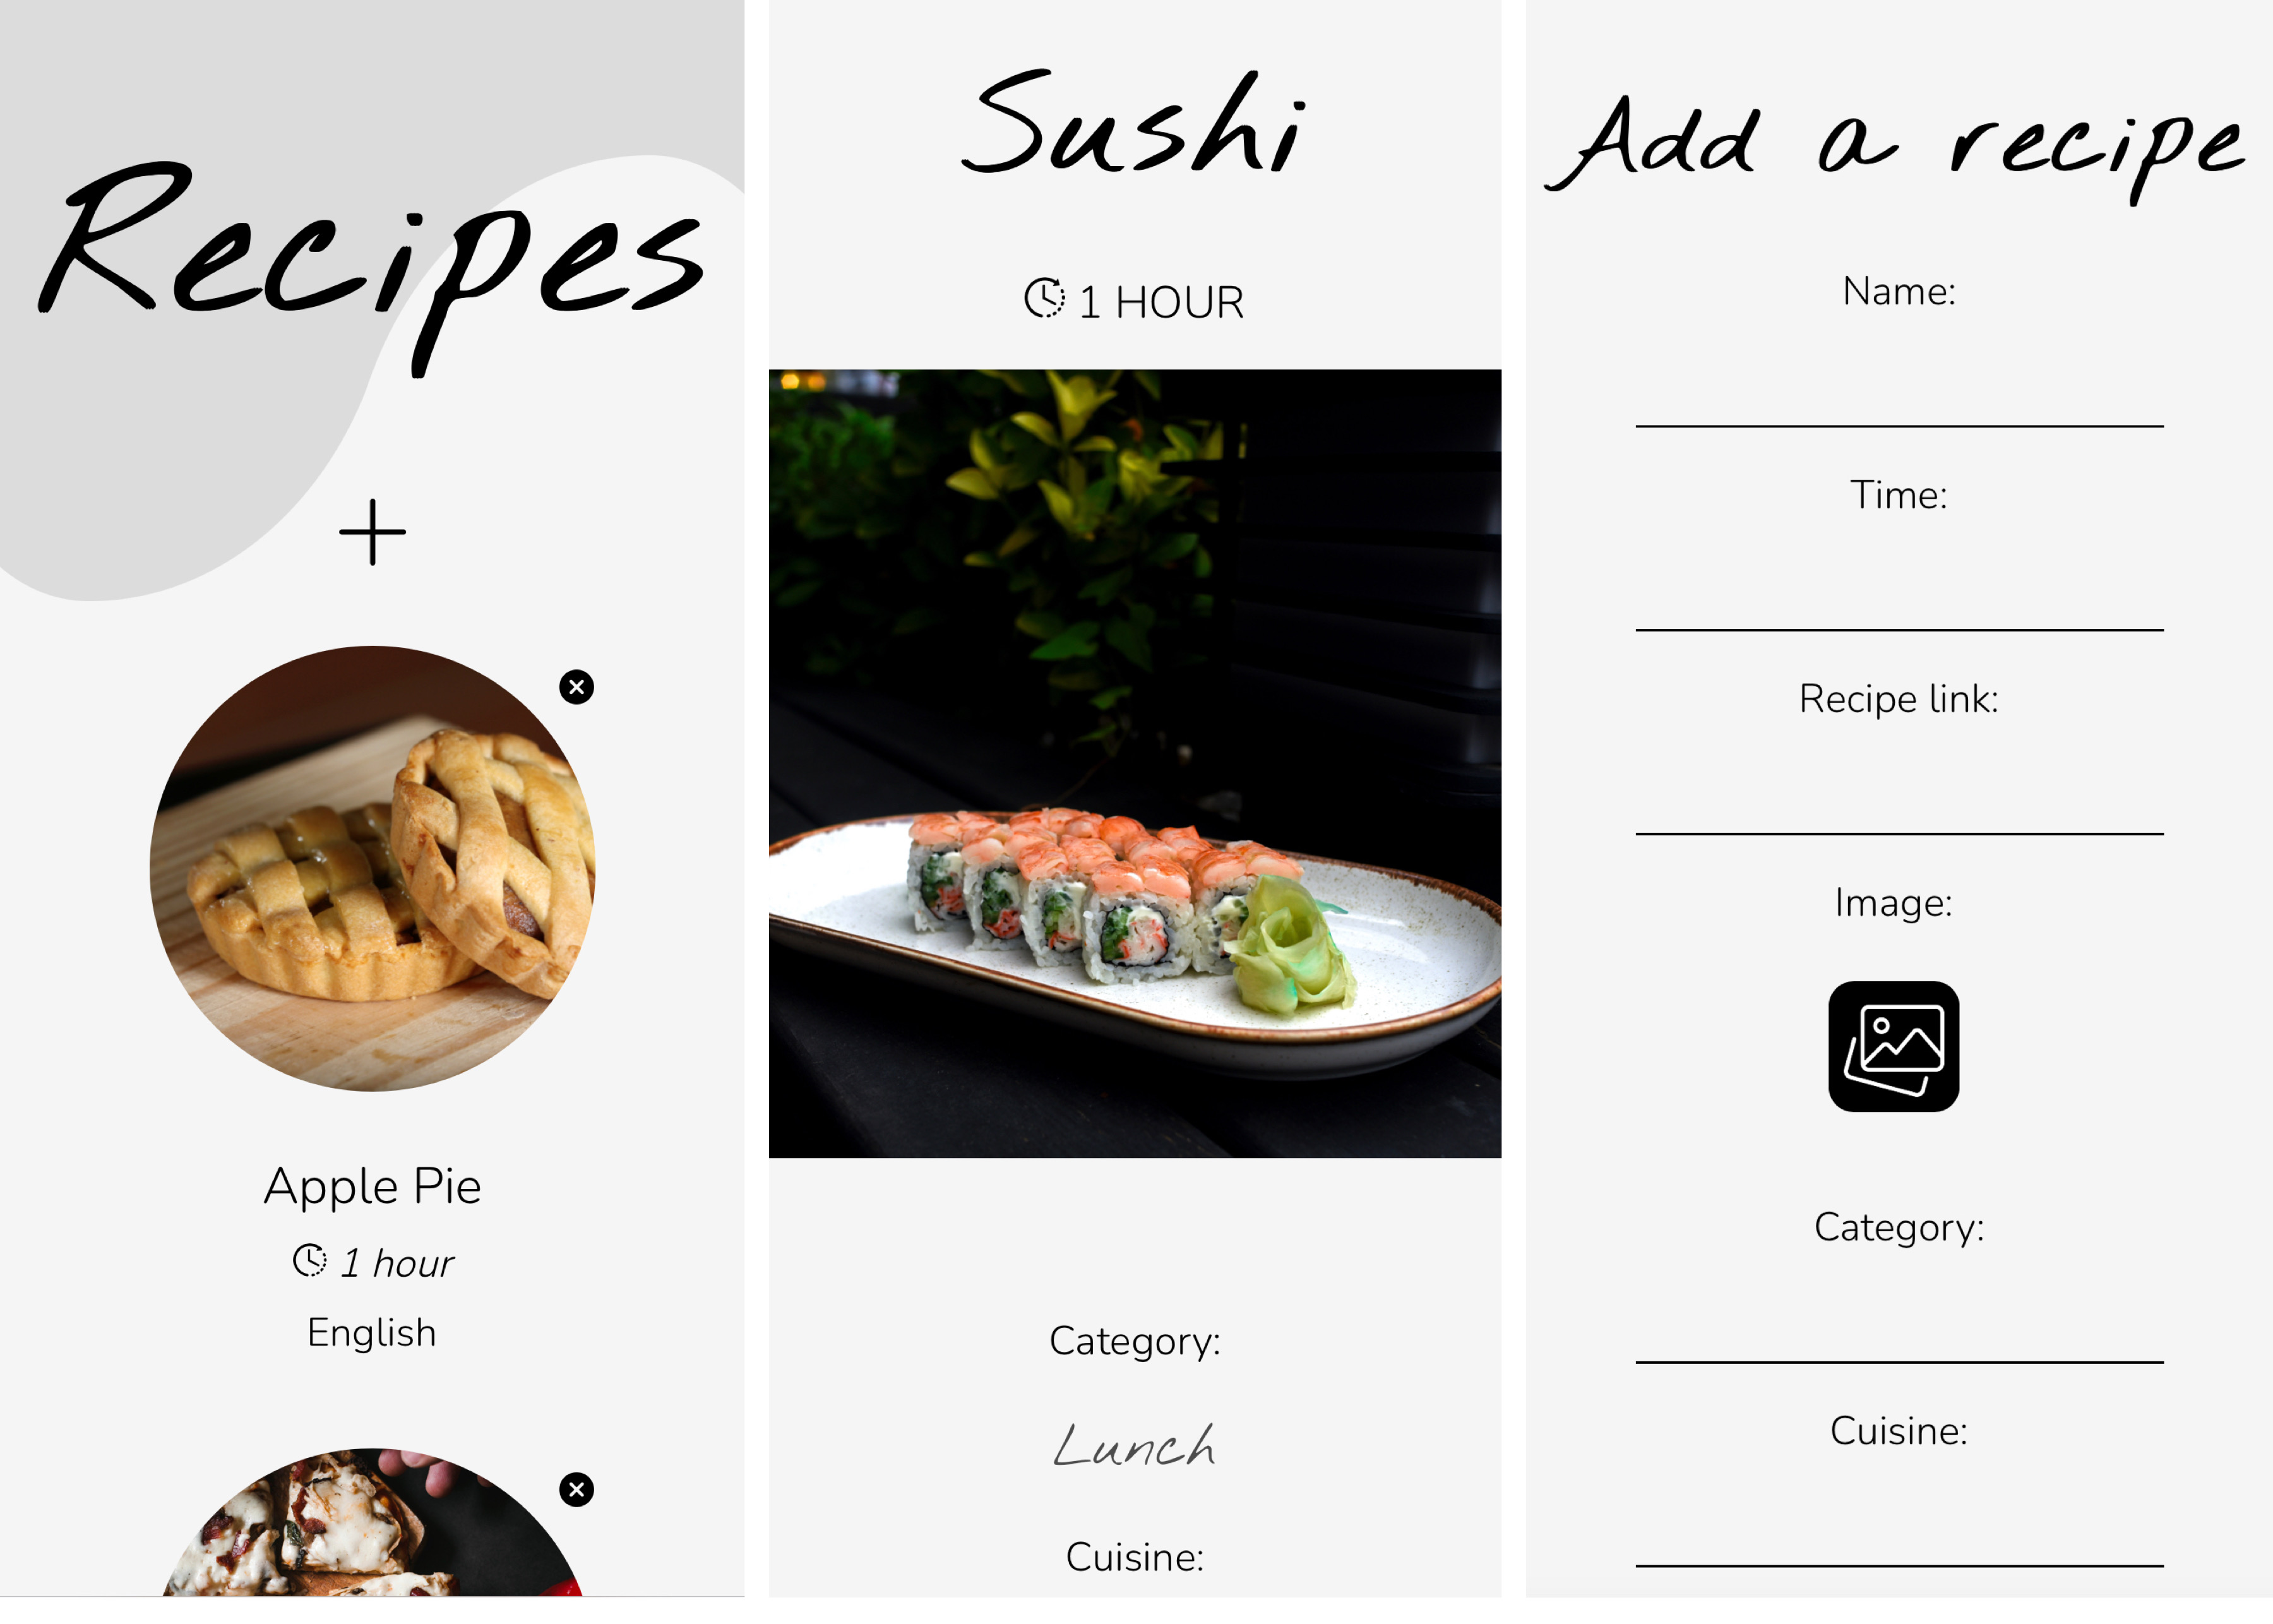 Recipes
Apple Pie
1 hour
English
Sushi
1 HOUR
Category:
Lunch
Cuisine:
Add a recipe
Name:
Time:
Recipe link:
Image:
Category:
Cuisine: